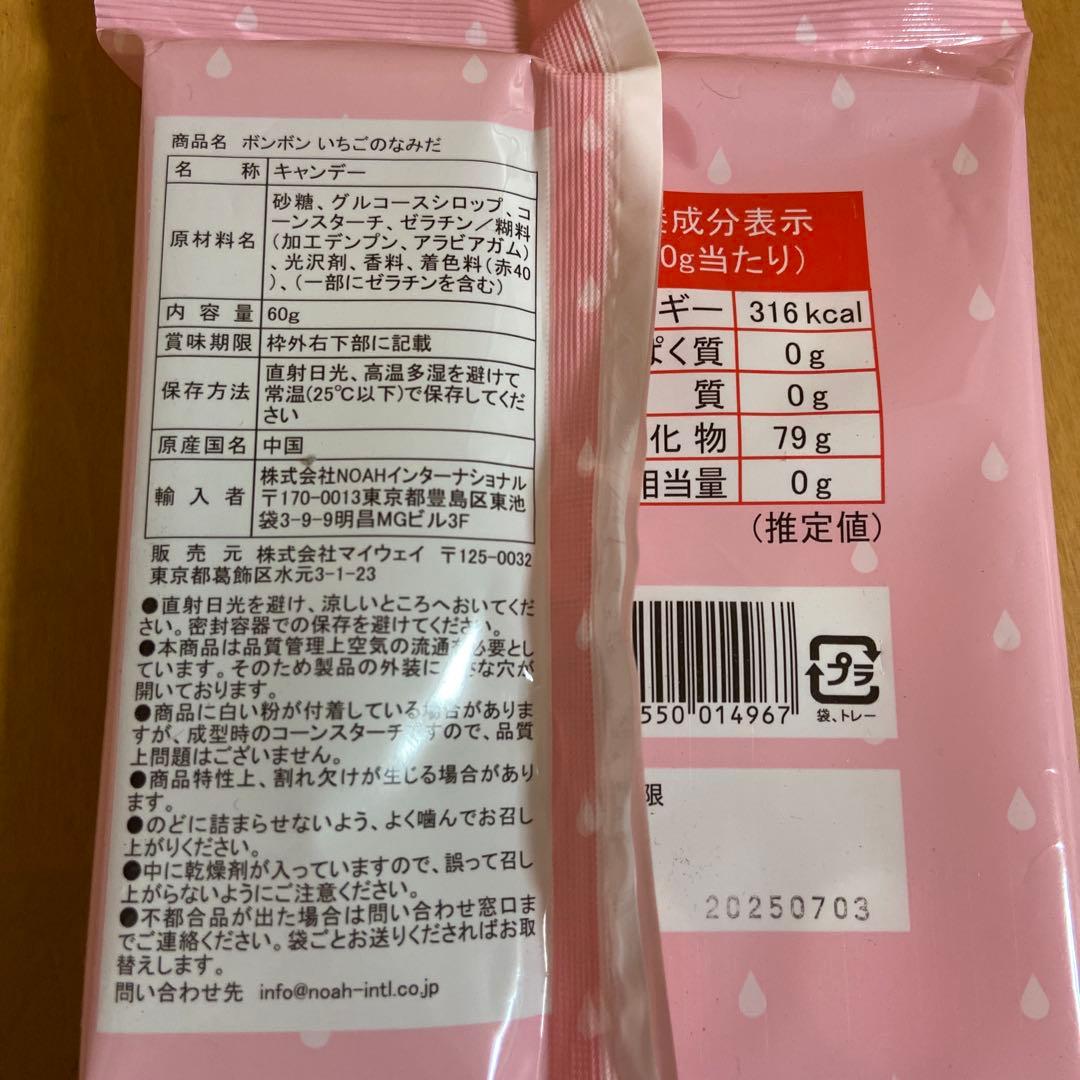 商品名 ボンボン いちごのなみだ
名 称 キャンデー
原材料名
砂糖、グルコースシロップ、コ
ーンスターチ、ゼラチン／糊料
(加工デンプン、アラビアガム)
、光沢剤、香料、着色料(赤40
)、(一部にゼラチンを含む)
内容量 60g
賞味期限 枠外右下部に記載
保存方法
直射日光、高温多湿を避けて
常温(25℃以下)で保存してくだ
さい
原産国名 中国
輸入者
株式会社NOAHインターナショナル
〒170-0013東京都豊島区東池
袋3-9-9明昌MGビル3F
販売元 株式会社マイウェイ 〒125-0032
東京都葛飾区水元3-1-23
●直射日光を避け、涼しいところへおいてくだ
さい。密封容器での保存を避けてください。
●本商品は品質管理上空気の流通を必要とし
ています。そのため製品の外装に さな穴が
開いております。
●商品に白い粉が付着している場合がありま
すが、成型時のコーンスターチですので、品質
上問題はございません。
●商品特性上、割れ欠けが生じる場合があり
ます。
●のどに詰まらせないよう、よく噛んでお召し
上がりください。
●中に乾燥剤が入っていますので、誤って召し
上がらないようにご注意ください。
●不都合品が出た場合は問い合わせ窓口ま
でご連絡ください。袋ごとお送りくださればお取
替えします。
問い合わせ先 info@noah-intl.co.jp
養成分表示
0g当たり)
ギー 316kcal
ぱく質 0g
質 0g
化物 79g
相当量 0g
(推定値)
550 014967
プラ
袋、トレー
限
20250703